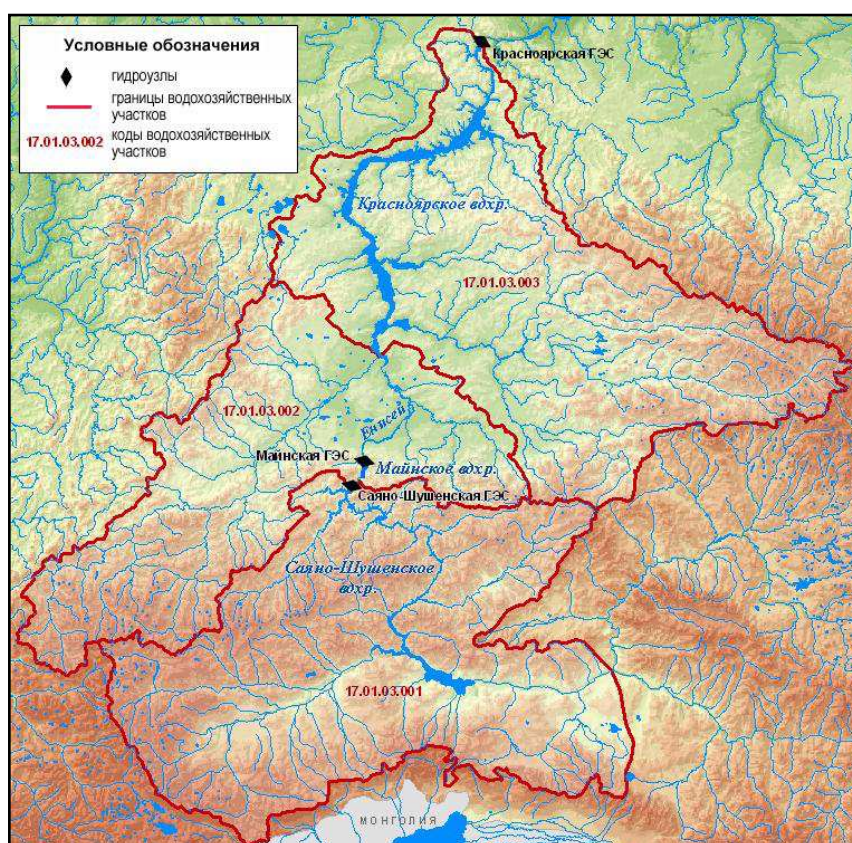 Условные обозначения
гидроузлы
границы водохозяйственных
участков
17.01.03.002
коды водохозяйственных
участков
Красноярская ГЭС
Красноярское вдхр.
17.01.03.003
17.01.03.002
Енисей
Майнская ГЭС
Майнское вдхр.
Саяно-Шушенская ГЭС
Саяно-Шушенское
вдхр.
17.01.03.001
МОНГОЛИЯ